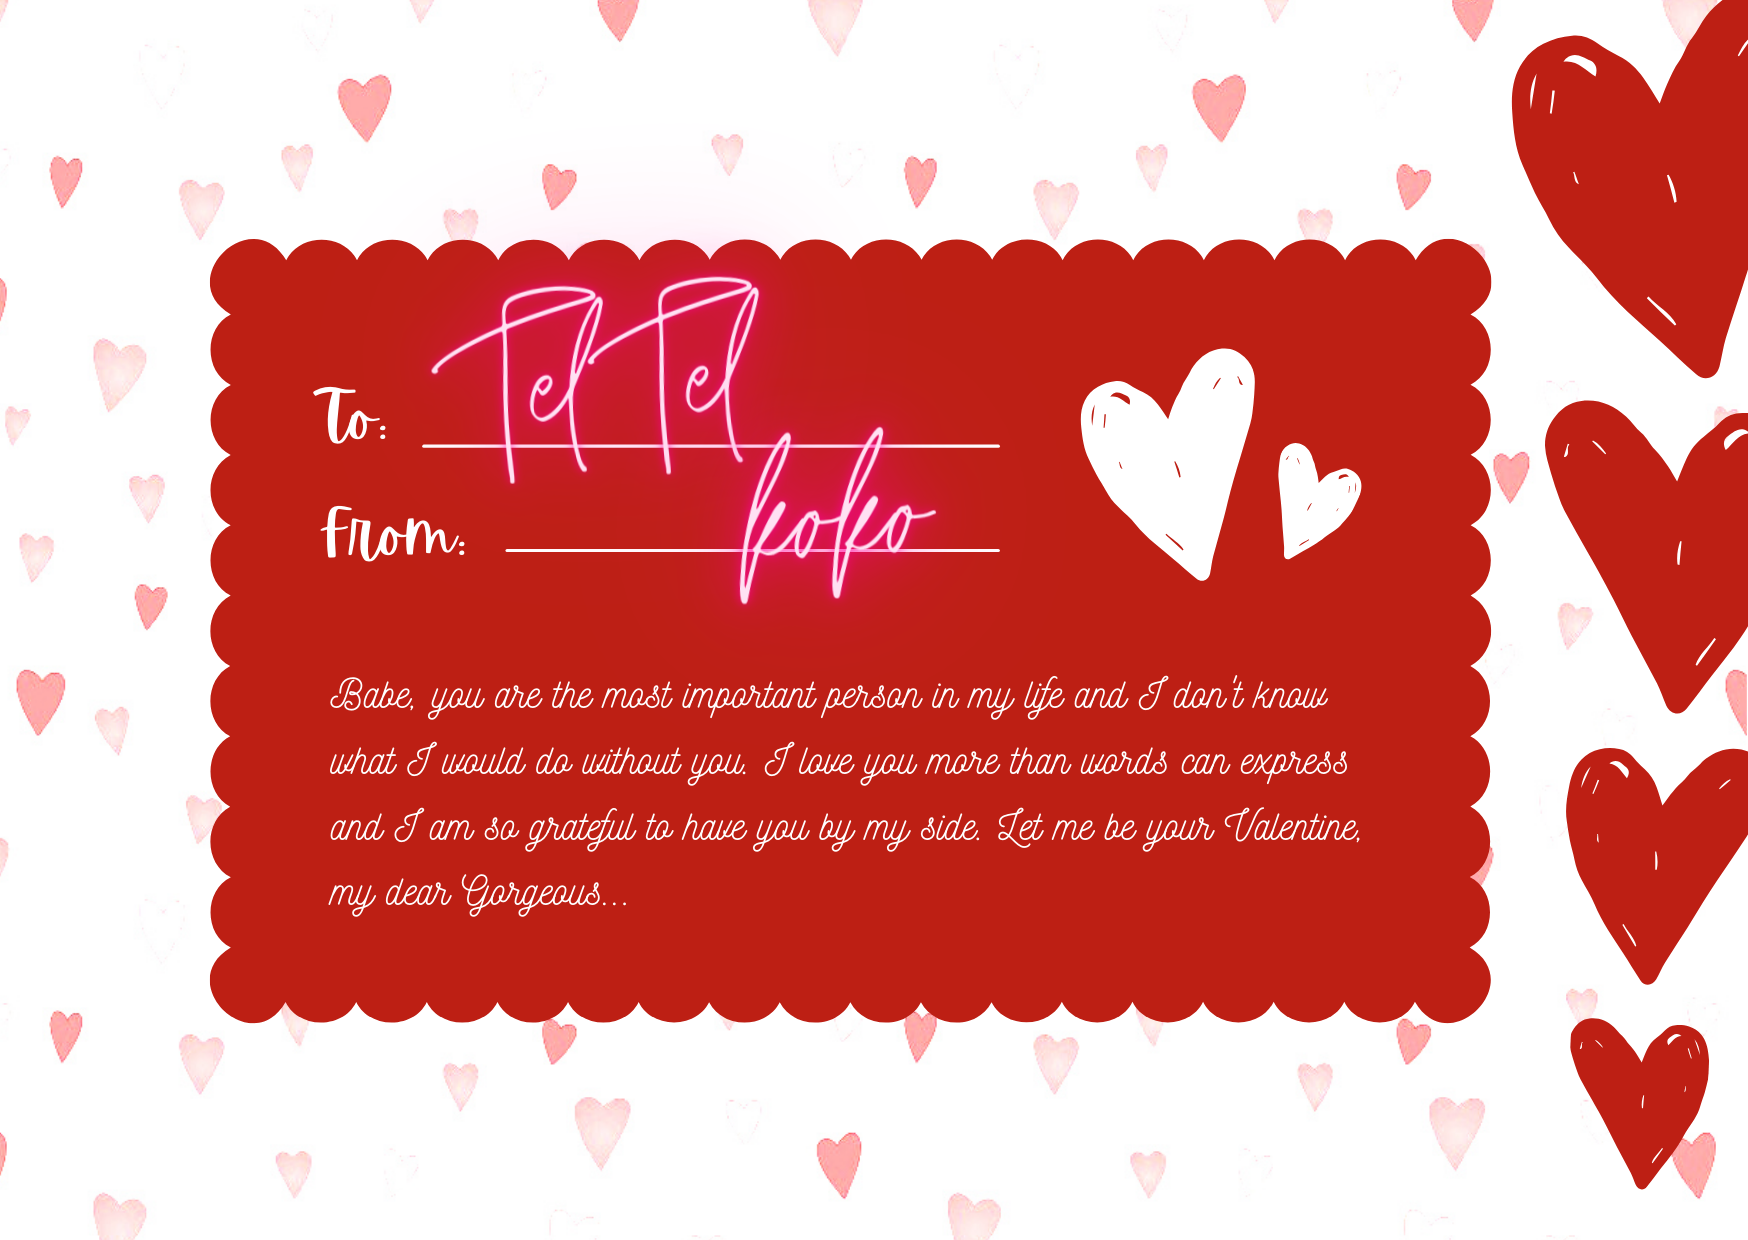 To: Tel Tel
From: koko
Babe, you are the most important person in my life and I don't know
what I would do without you. I love you more than words can express
and I am so grateful to have you by my side. Let me be your Valentine,
my dear Gorgeous...